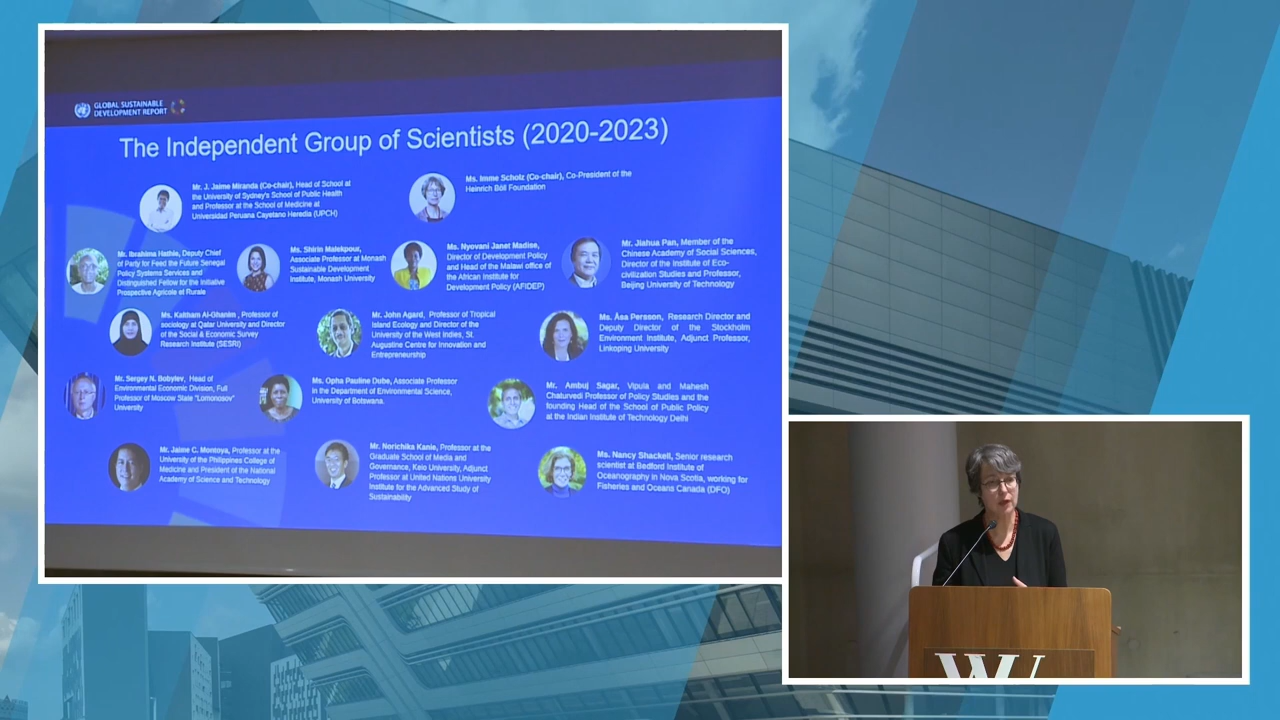 GLOBAL SUSTAINABLE
DEVELOPMENT REPORT
The Independent Group of Scientists (2020-2023)
Mr. J. Jaime Miranda (Co-chair), Head of School at
the University of Sydney's School of Public Health
and Professor at the School of Medicine at
Universidad Peruana Cayetano Heredia (UPCH)
Ms. Imme Scholz (Co-chair), Co-President of the
Heinrich Böll Foundation
Mr. Ibrahima Hathie, Deputy Chief
of Party for Feed the Future Senegal
Policy Systems Services and
Distinguished Fellow for the Initiative
Prospective Agricole et Rurale
Ms. Shirin Malekpour,
Associate Professor at Monash
Sustainable Development
Institute, Monash University
Ms. Nyovani Janet Madise,
Director of Development Policy
and Head of the Malawi office of
the African Institute for
Development Policy (AFIDEP)
Mr. Jiahua Pan, Member of the
Chinese Academy of Social Sciences,
Director of the Institute of Eco-
civilization Studies and Professor,
Beijing University of Technology
Ms. Kaltham Al-Ghanim , Professor of
sociology at Qatar University and Director
of the Social & Economic Survey
Research Institute (SESRI)
Mr. John Agard, Professor of Tropical
Island Ecology and Director of the
University of the West Indies, St.
Augustine Centre for Innovation and
Entrepreneurship
Ms. Åsa Persson, Research Director and
Deputy Director of the Stockholm
Environment Institute, Adjunct Professor,
Linkoping University
Mr. Sergey N. Bobylev, Head of
Environmental Economic Division, Full
Professor of Moscow State "Lomonosov"
University
Ms. Opha Pauline Dube, Associate Professor
in the Department of Environmental Science,
University of Botswana.
Mr. Ambuj Sagar, Vipula and Mahesh
Chaturvedi Professor of Policy Studies and the
founding Head of the School of Public Policy
at the Indian Institute of Technology Delhi
Mr. Jaime C. Montoya, Professor at the
University of the Philippines College of
Medicine and President of the National
Academy of Science and Technology
Mr. Norichika Kanie, Professor at the
Graduate School of Media and
Governance, Keio University, Adjunct
Professor at United Nations University
Institute for the Advanced Study of
Sustainability
Ms. Nancy Shackell, Senior research
scientist at Bedford Institute of
Oceanography in Nova Scotia, working for
Fisheries and Oceans Canada (DFO)
WU